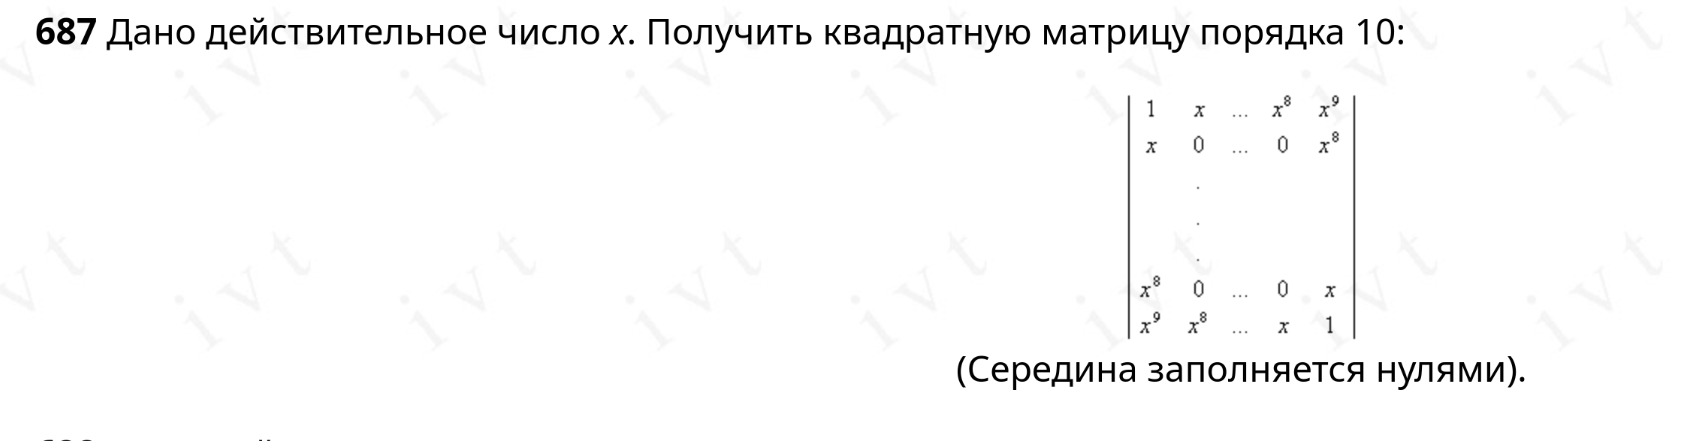 687 Дано действительное число x. Получить квадратную матрицу порядка 10:
1 x ... x⁸ x⁹
x 0 ... 0 x⁸
.
.
.
x⁸ 0 ... 0 x
x⁹ x⁸ ... x 1
(Середина заполняется нулями).